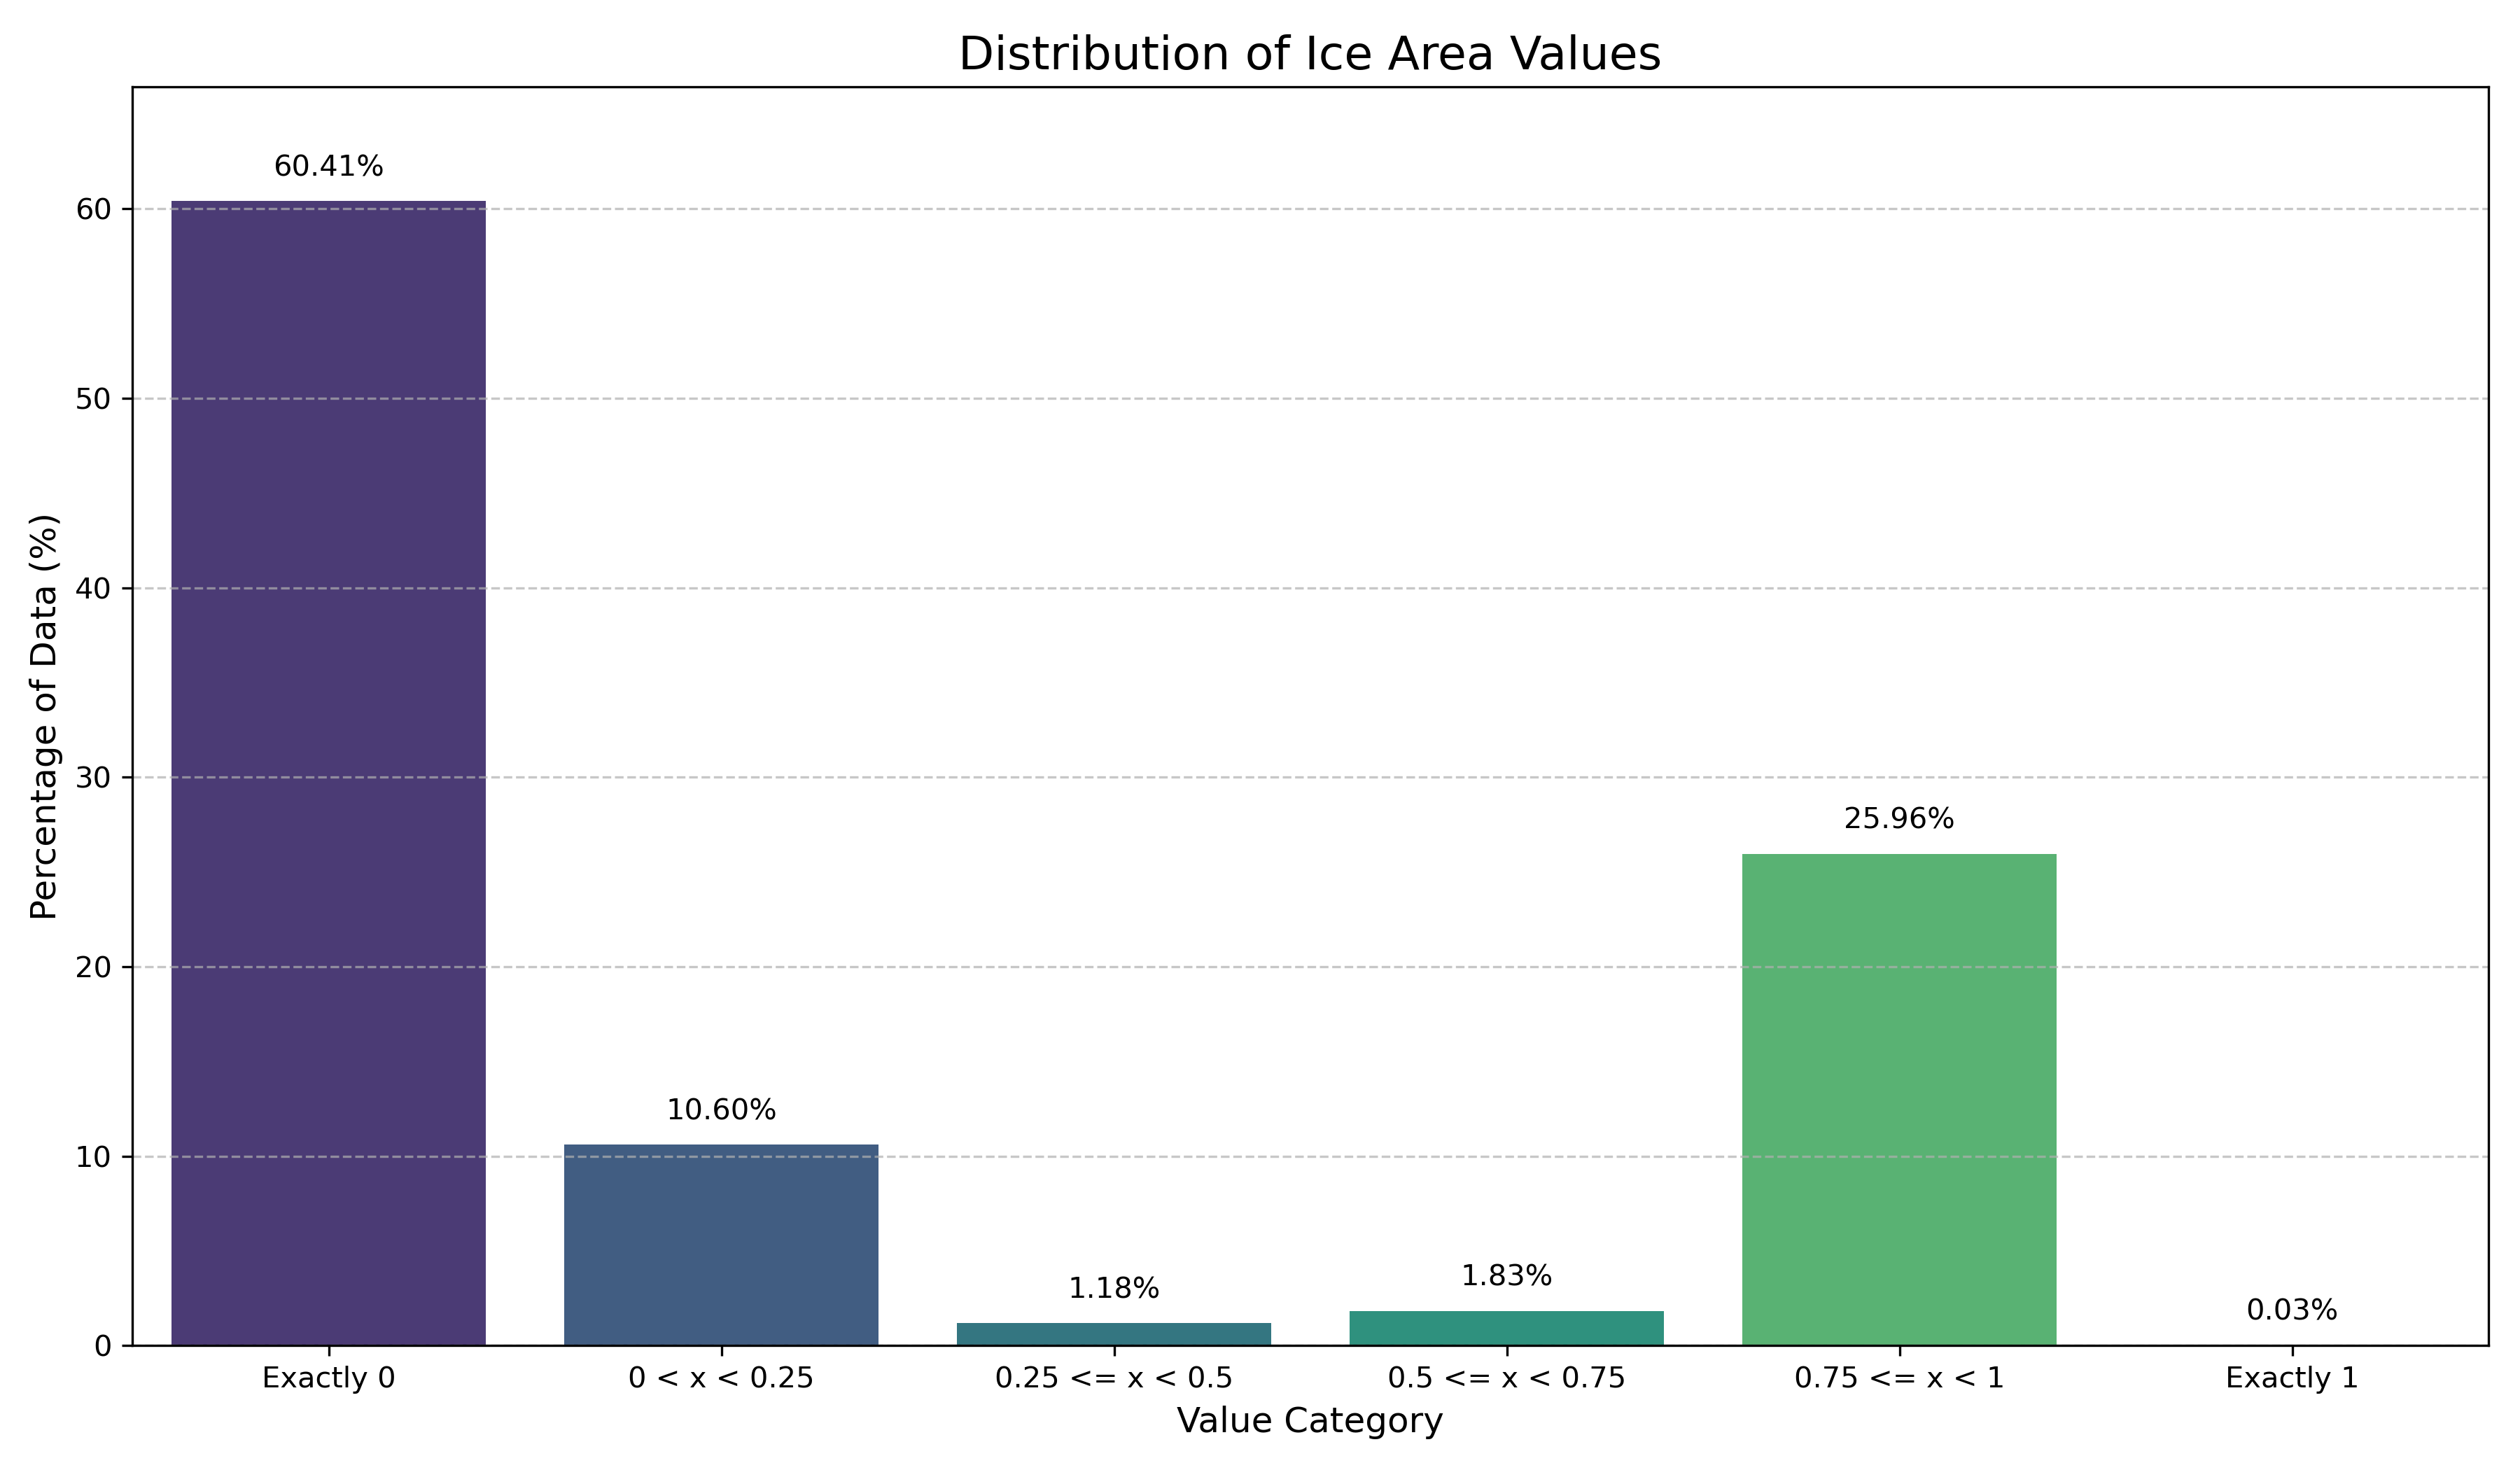 Distribution of Ice Area Values
Percentage of Data (%)
60
50
40
30
20
10
0
60.41%
10.60%
1.18%
1.83%
25.96%
0.03%
Exactly 0
0 < x < 0.25
0.25 <= x < 0.5
0.5 <= x < 0.75
0.75 <= x < 1
Exactly 1
Value Category